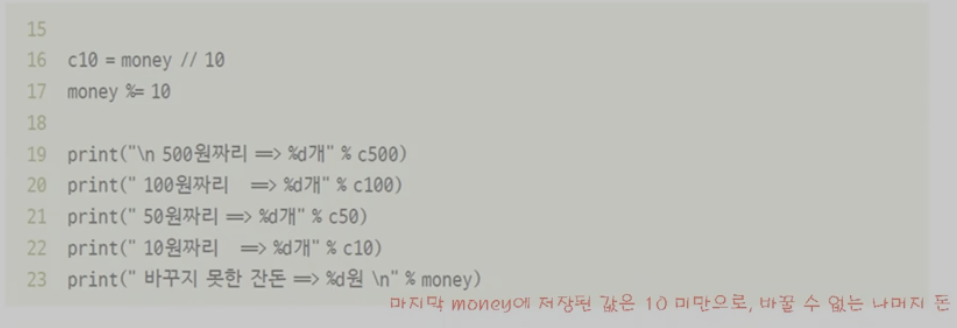 15
16 c10 = money // 10
17 money %= 10
18
19 print("\n 500원짜리 ==> %d개" % c500)
20 print(" 100원짜리   ==> %d개" % c100)
21 print(" 50원짜리 ==> %d개" % c50)
22 print(" 10원짜리   ==> %d개" % c10)
23 print(" 바꾸지 못한 잔돈 ==> %d원 \n" % money)
마지막 money에 저장된 값은 10 미만으로, 바꿀 수 없는 나머지 돈